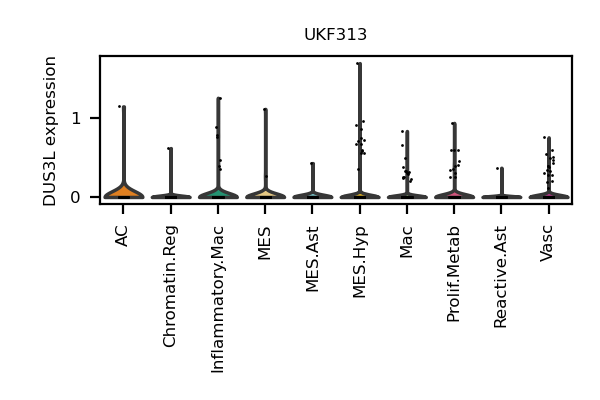 UKF313
DUS3L expression
1
0
AC
Chromatin.Reg
Inflammatory.Mac
MES
MES.Ast
MES.Hyp
Mac
Prolif.Metab
Reactive.Ast
Vasc